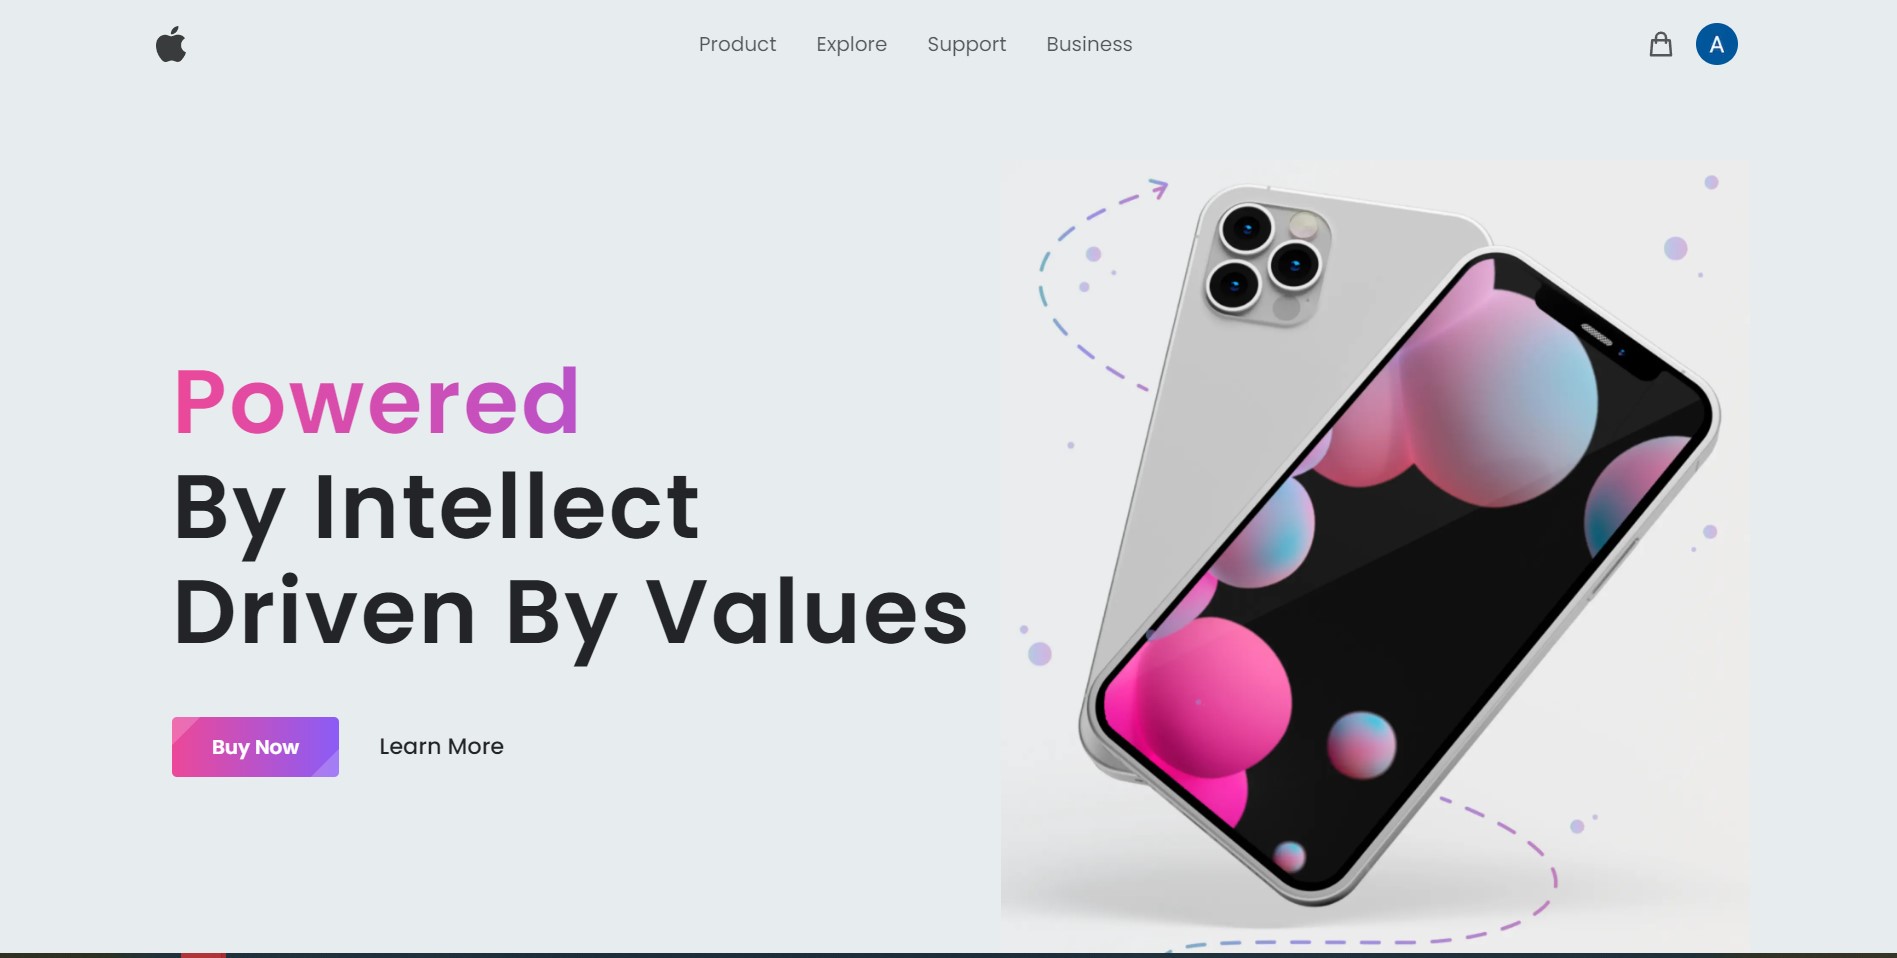 Product Explore Support Business
A
Powered
By Intellect
Driven By Values
Buy Now Learn More